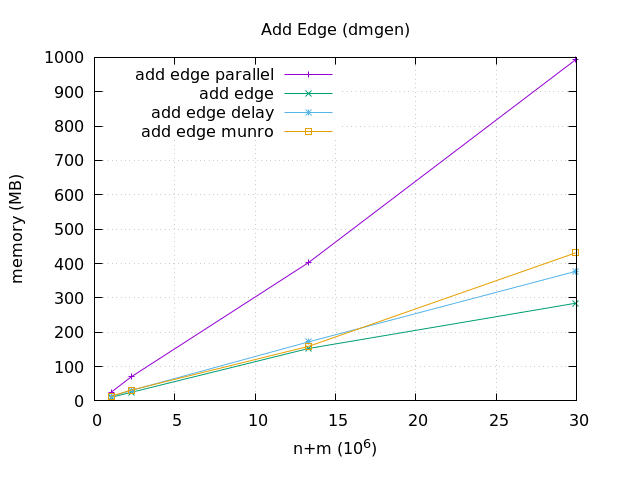 Add Edge (dmgen)
1000
900
800
700
600
500
400
300
200
100
0
memory (MB)
add edge parallel
add edge
add edge delay
add edge munro
0 5 10 15 20 25 30
n+m (10⁶)